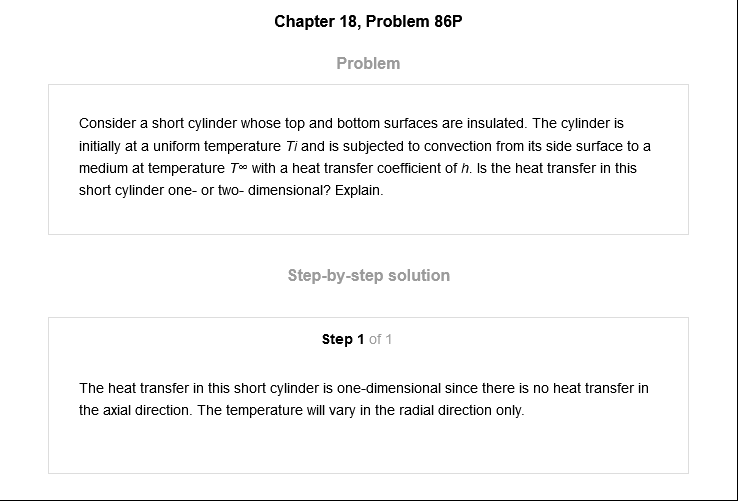 Chapter 18, Problem 86P
Problem
Consider a short cylinder whose top and bottom surfaces are insulated. The cylinder is
initially at a uniform temperature Ti and is subjected to convection from its side surface to a
medium at temperature T∞ with a heat transfer coefficient of h. Is the heat transfer in this
short cylinder one- or two- dimensional? Explain.
Step-by-step solution
Step 1 of 1
The heat transfer in this short cylinder is one-dimensional since there is no heat transfer in
the axial direction. The temperature will vary in the radial direction only.